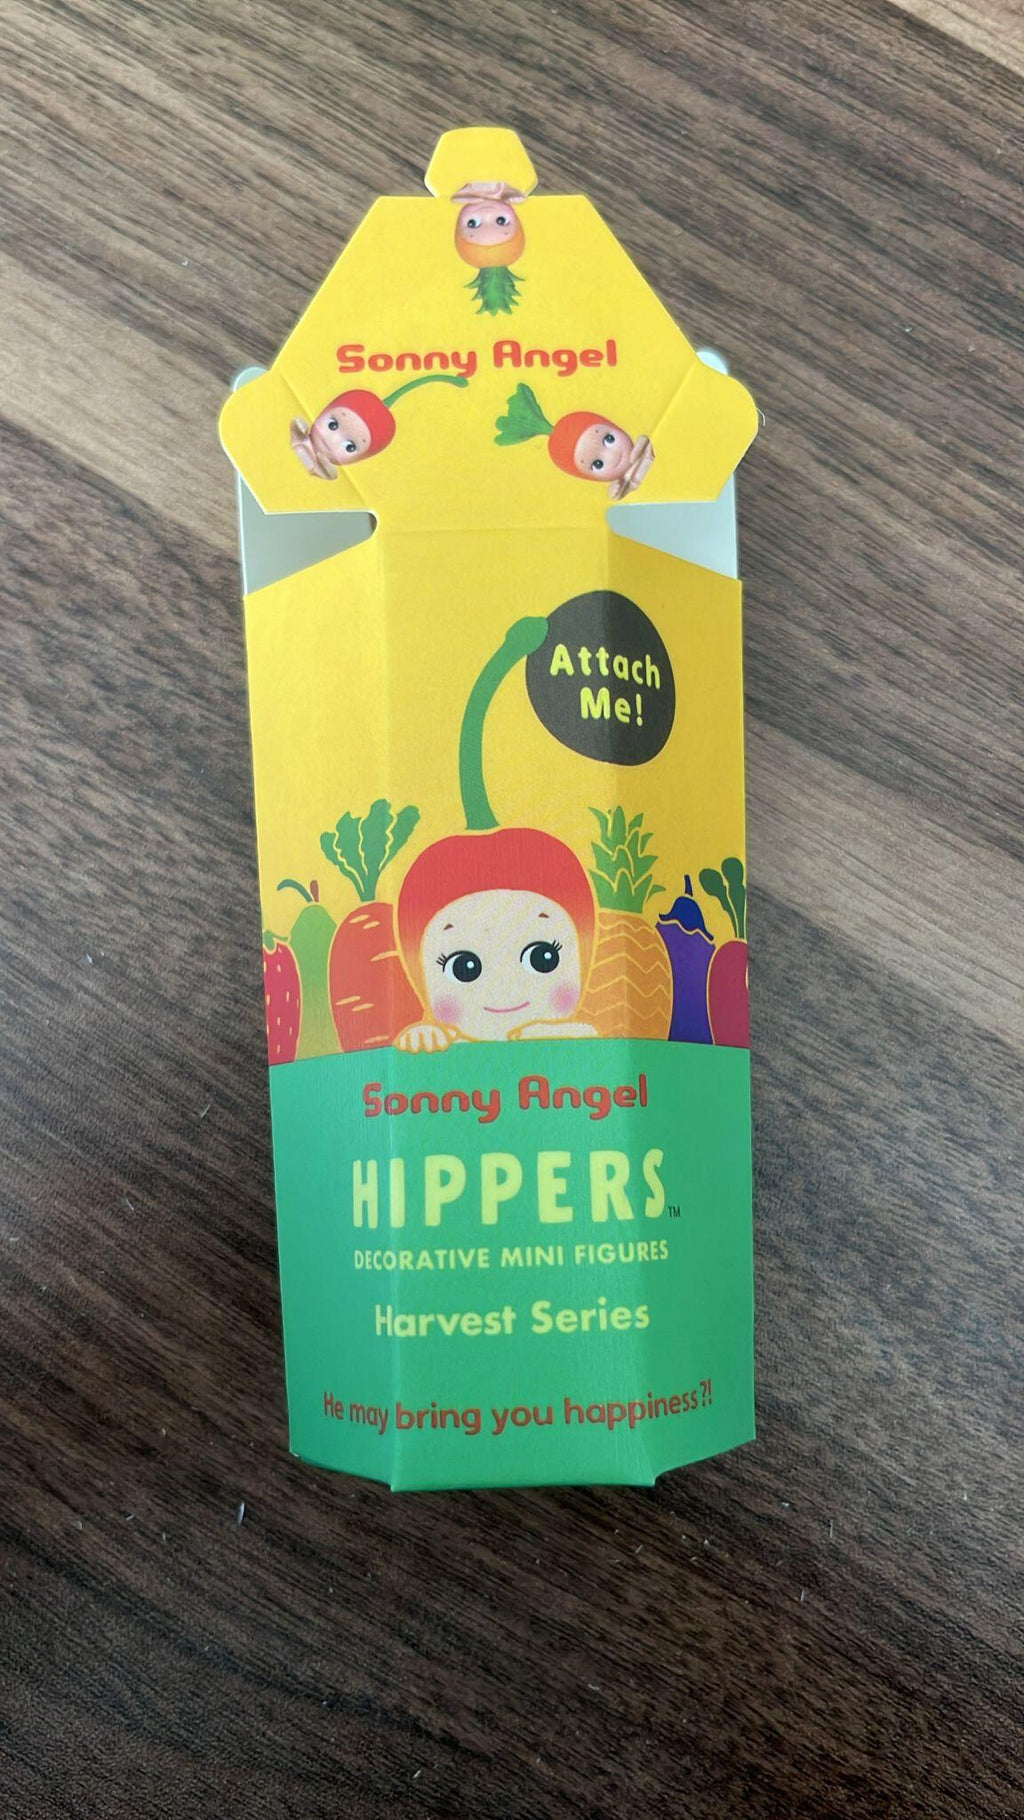 Sonny Angel
Attach
Me!
Sonny Angel
HIPPERS™
DECORATIVE MINI FIGURES
Harvest Series
He may bring you happiness?!